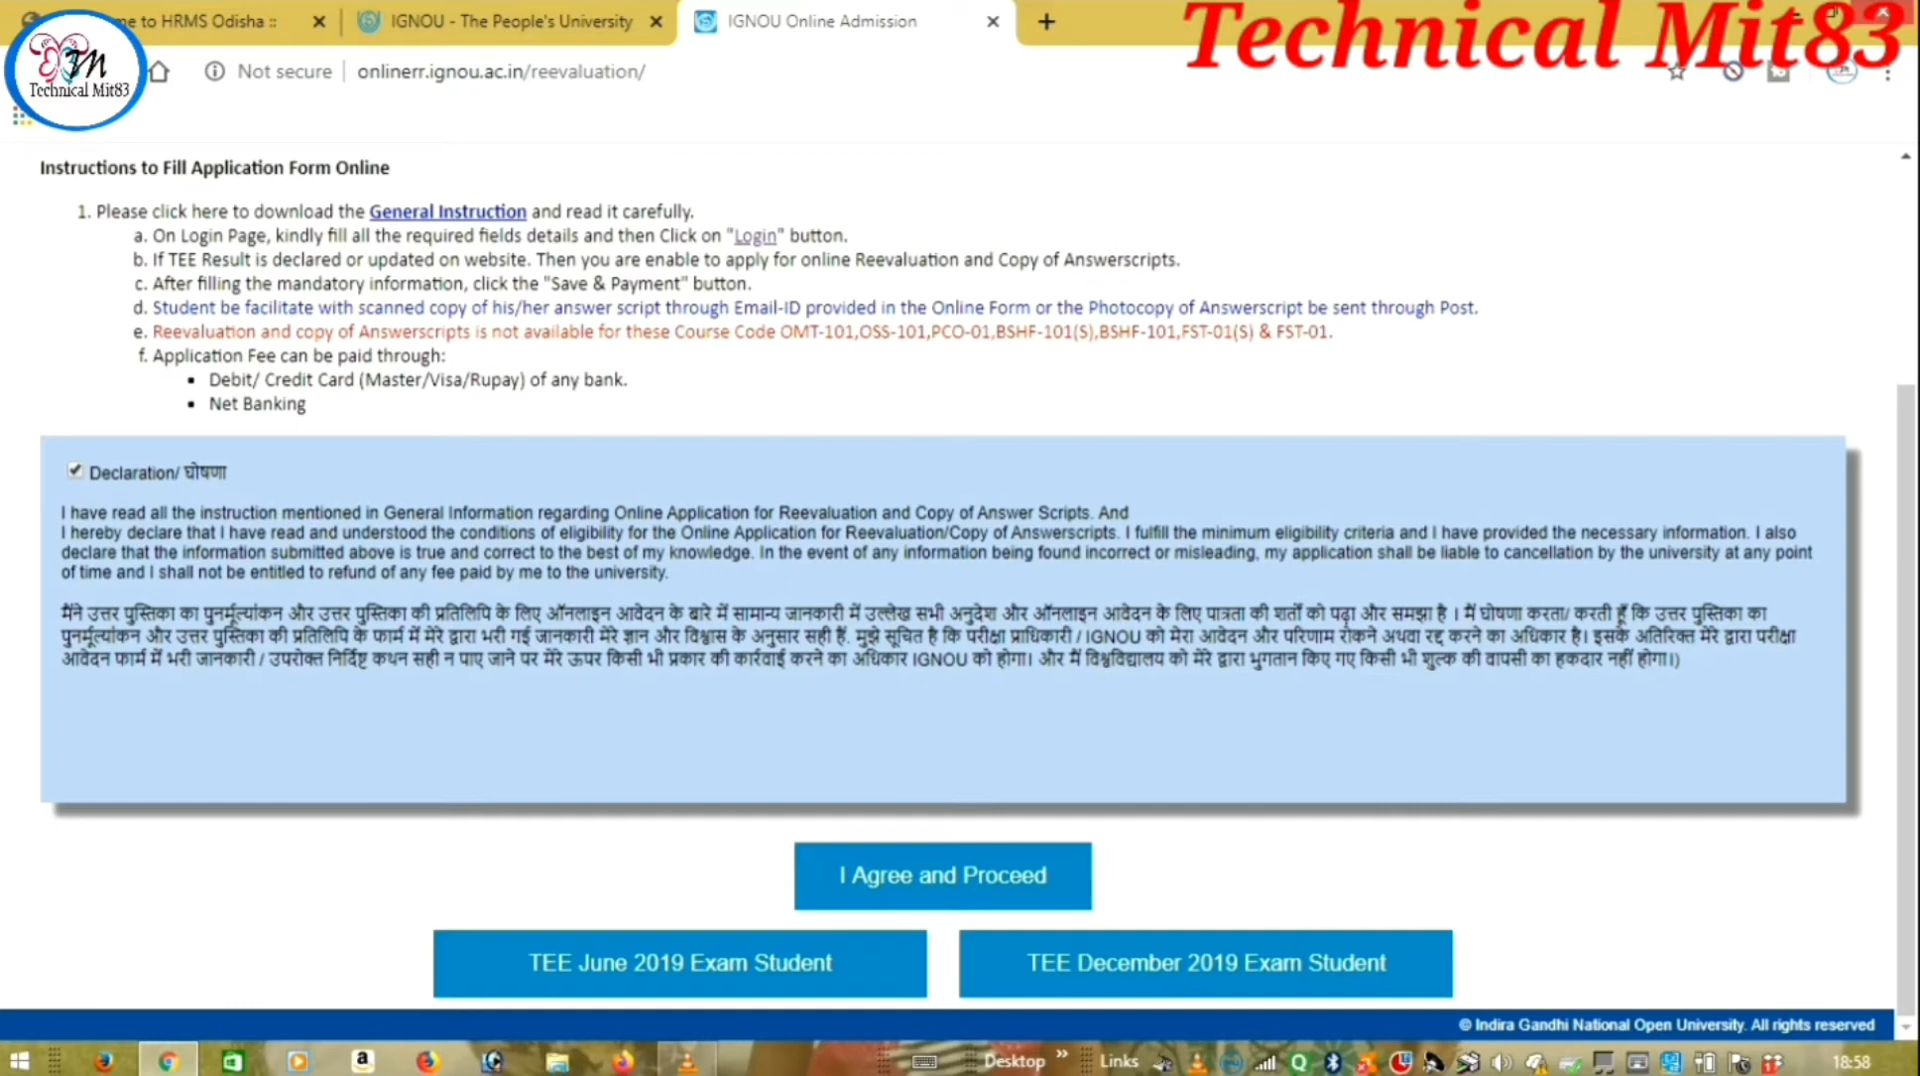 me to HRMS Odisha ::
IGNOU - The People's University
IGNOU Online Admission
Technical Mit83
TM
Technical Mit83
Not secure
onlinerr.ignou.ac.in/reevaluation/
Instructions to Fill Application Form Online
1. Please click here to download the General Instruction and read it carefully.
a. On Login Page, kindly fill all the required fields details and then Click on "Login" button.
b. If TEE Result is declared or updated on website. Then you are enable to apply for online Reevaluation and Copy of Answerscripts.
c. After filling the mandatory information, click the "Save & Payment" button.
d. Student be facilitate with scanned copy of his/her answer script through Email-ID provided in the Online Form or the Photocopy of Answerscript be sent through Post.
e. Reevaluation and copy of Answerscripts is not available for these Course Code OMT-101,OSS-101,PCO-01,BSHF-101(S),BSHF-101,FST-01(S) & FST-01.
f. Application Fee can be paid through:
▪ Debit/ Credit Card (Master/Visa/Rupay) of any bank.
▪ Net Banking
Declaration/ घोषणा
I have read all the instruction mentioned in General Information regarding Online Application for Reevaluation and Copy of Answer Scripts. And
I hereby declare that I have read and understood the conditions of eligibility for the Online Application for Reevaluation/Copy of Answerscripts. I fulfill the minimum eligibility criteria and I have provided the necessary information. I also
declare that the information submitted above is true and correct to the best of my knowledge. In the event of any information being found incorrect or misleading, my application shall be liable to cancellation by the university at any point
of time and I shall not be entitled to refund of any fee paid by me to the university.
मैंने उत्तर पुस्तिका का पुनर्मूल्यांकन और उत्तर पुस्तिका की प्रतिलिपि के लिए ऑनलाइन आवेदन के बारे में सामान्य जानकारी में उल्लेख सभी अनुदेश और ऑनलाइन आवेदन के लिए पात्रता की शर्तों को पढ़ा और समझा है । मैं घोषणा करता/ करती हूँ कि उत्तर पुस्तिका का
पुनर्मूल्यांकन और उत्तर पुस्तिका की प्रतिलिपि के फार्म में मेरे द्वारा भरी गई जानकारी मेरे ज्ञान और विश्वास के अनुसार सही हैं. मुझे सूचित है कि परीक्षा प्राधिकारी / IGNOU को मेरा आवेदन और परिणाम रोकने अथवा रद्द करने का अधिकार है। इसके अतिरिक्त मेरे द्वारा परीक्षा
आवेदन फार्म में भरी जानकारी / उपरोक्त निर्दिष्ट कथन सही न पाए जाने पर मेरे ऊपर किसी भी प्रकार की कार्रवाई करने का अधिकार IGNOU को होगा। और मैं विश्वविद्यालय को मेरे द्वारा भुगतान किए गए किसी भी शुल्क की वापसी का हकदार नहीं होगा।)
I Agree and Proceed
TEE June 2019 Exam Student
TEE December 2019 Exam Student
© Indira Gandhi National Open University. All rights reserved
Desktop
Links
18:58